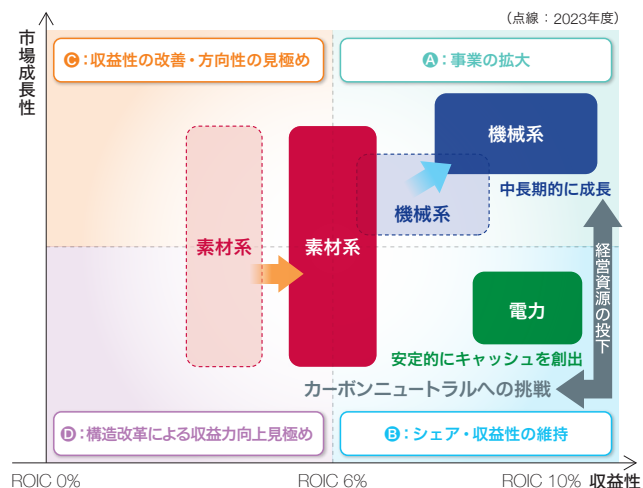 (点線：2023年度)
市場成長性
C：収益性の改善・方向性の見極め
A：事業の拡大
機械系
中長期的に成長
機械系
素材系
素材系
経営資源の投下
電力
安定的にキャッシュを創出
カーボンニュートラルへの挑戦
D：構造改革による収益力向上見極め
B：シェア・収益性の維持
ROIC 0%
ROIC 6%
ROIC 10%
収益性